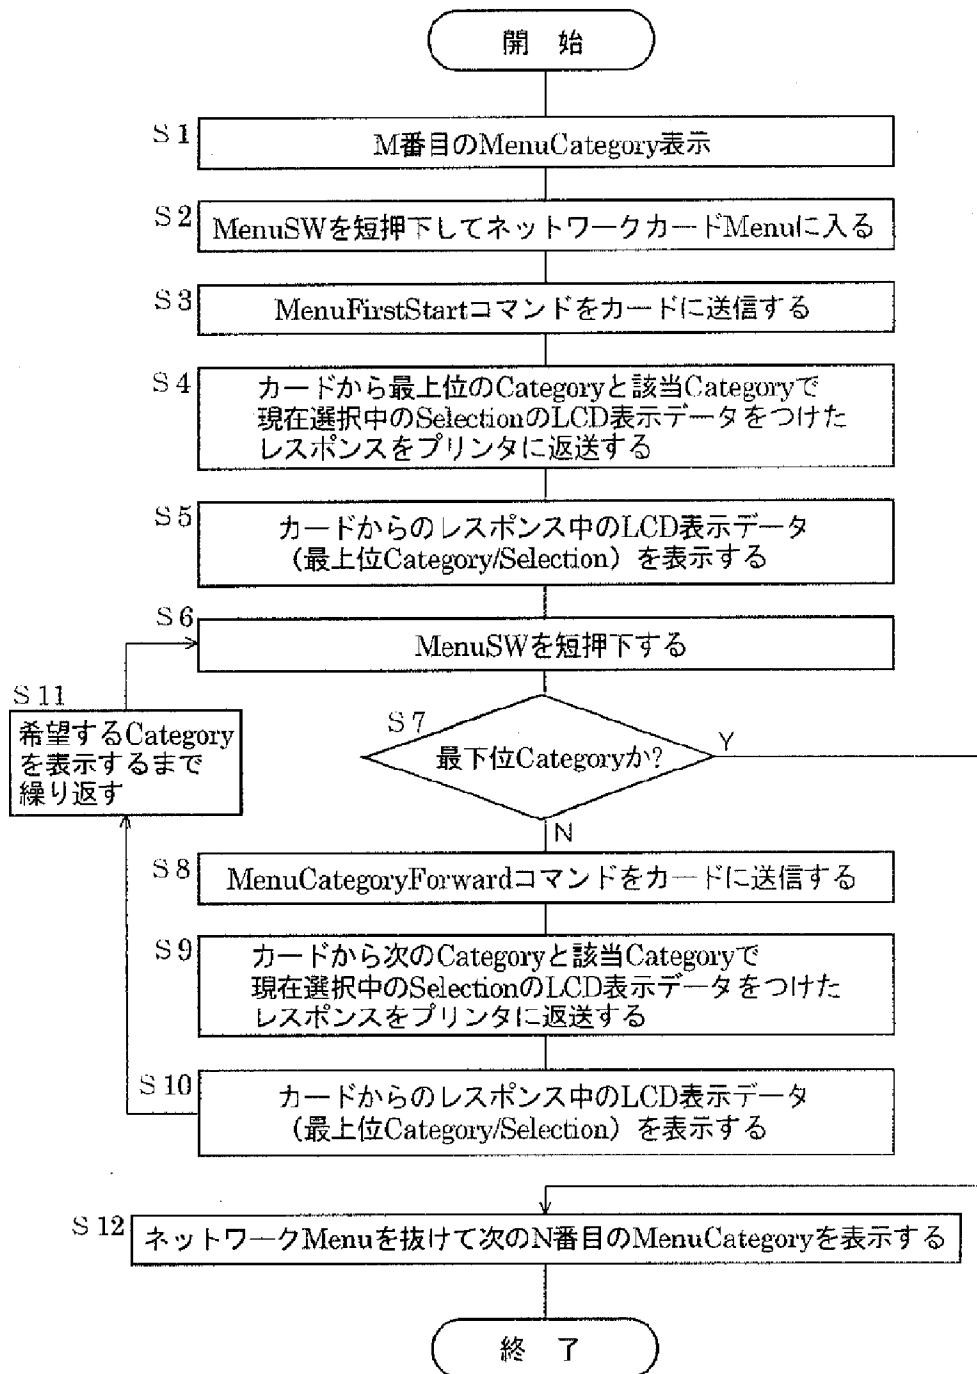 開 始
S1
M番目のMenuCategory表示
S2
MenuSWを短押下してネットワークカードMenuに入る
S3
MenuFirstStartコマンドをカードに送信する
S4
カードから最上位のCategoryと該当Categoryで
現在選択中のSelectionのLCD表示データをつけた
レスポンスをプリンタに返送する
S5
カードからのレスポンス中のLCD表示データ
(最上位Category/Selection)を表示する
S6
MenuSWを短押下する
S11
希望するCategory
を表示するまで
繰り返す
S7
最下位Categoryか?
Y
N
S8
MenuCategoryForwardコマンドをカードに送信する
S9
カードから次のCategoryと該当Categoryで
現在選択中のSelectionのLCD表示データをつけた
レスポンスをプリンタに返送する
S10
カードからのレスポンス中のLCD表示データ
(最上位Category/Selection)を表示する
S12
ネットワークMenuを抜けて次のN番目のMenuCategoryを表示する
終 了